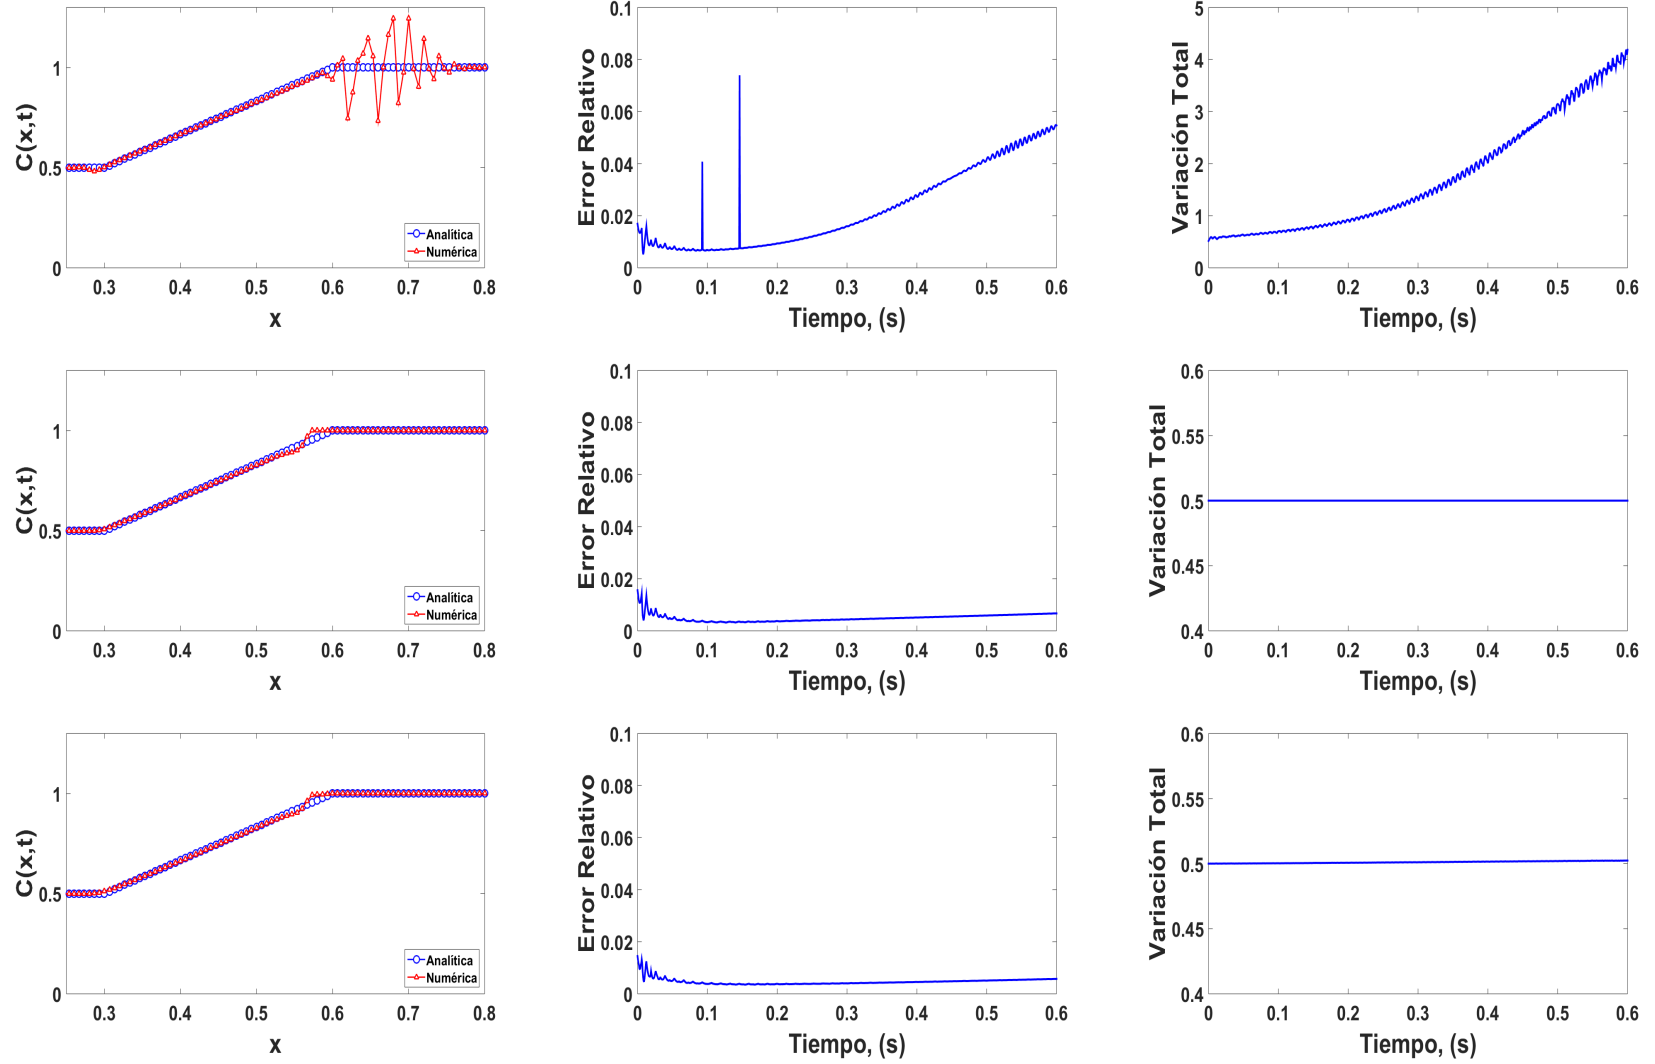 C(x,t)
1
0.5
0
0.3 0.4 0.5 0.6 0.7 0.8
x
Analítica
Numérica
Error Relativo
0.1
0.08
0.06
0.04
0.02
0
0 0.1 0.2 0.3 0.4 0.5 0.6
Tiempo, (s)
Variación Total
5
4
3
2
1
0
0 0.1 0.2 0.3 0.4 0.5 0.6
Tiempo, (s)
C(x,t)
1
0.5
0
0.3 0.4 0.5 0.6 0.7 0.8
x
Analítica
Numérica
Error Relativo
0.1
0.08
0.06
0.04
0.02
0
0 0.1 0.2 0.3 0.4 0.5 0.6
Tiempo, (s)
Variación Total
0.6
0.55
0.5
0.45
0.4
0 0.1 0.2 0.3 0.4 0.5 0.6
Tiempo, (s)
C(x,t)
1
0.5
0
0.3 0.4 0.5 0.6 0.7 0.8
x
Analítica
Numérica
Error Relativo
0.1
0.08
0.06
0.04
0.02
0
0 0.1 0.2 0.3 0.4 0.5 0.6
Tiempo, (s)
Variación Total
0.6
0.55
0.5
0.45
0.4
0 0.1 0.2 0.3 0.4 0.5 0.6
Tiempo, (s)